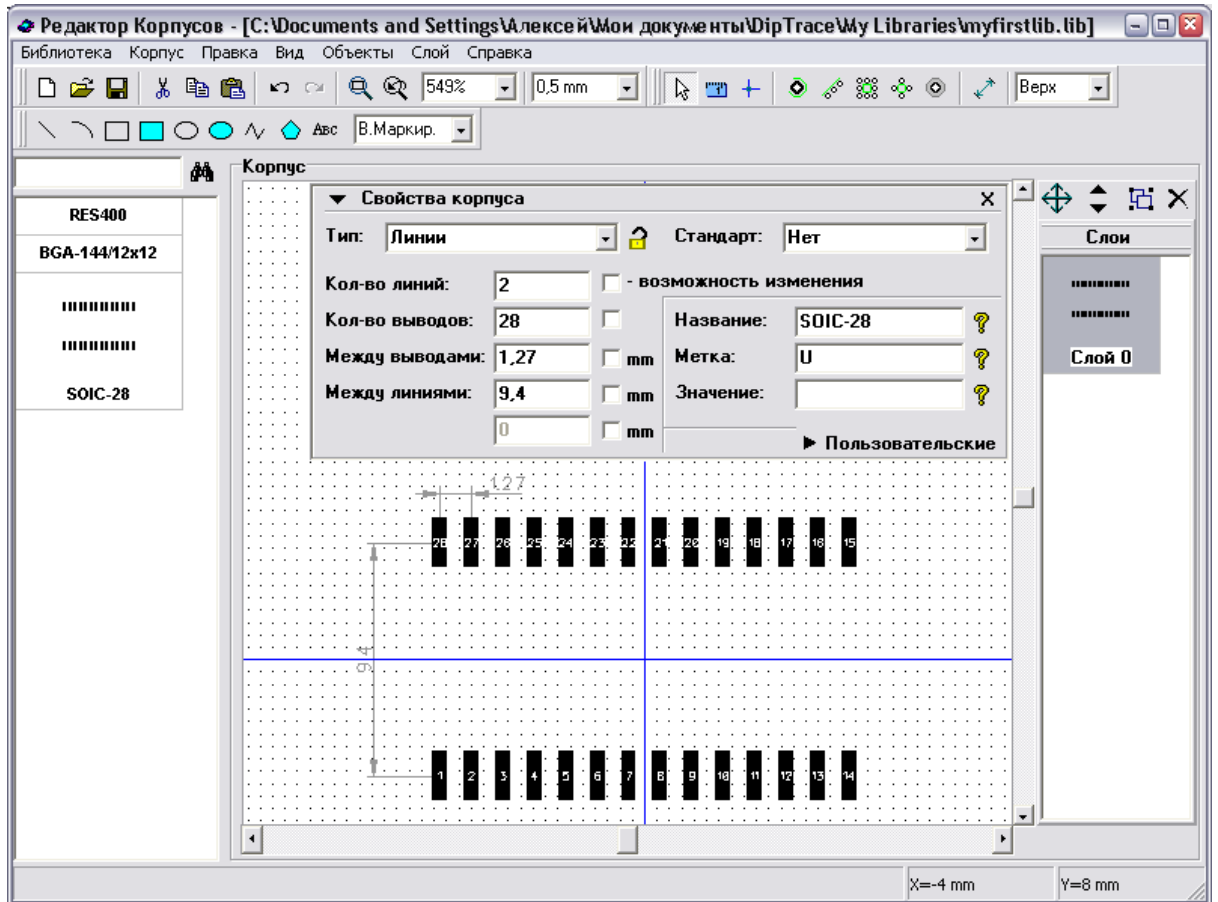 Редактор Корпусов - [C:\Documents and Settings\Алексей\Мои документы\DipTrace\My Libraries\myfirstlib.lib]
Библиотека Корпус Правка Вид Объекты Слой Справка
549% 0,5 mm Верх
Abc В.Маркир.
Корпус
RES400
BGA-144/12x12
SOIC-28
Свойства корпуса
Тип: Линии Стандарт: Нет
Кол-во линий: 2 - возможность изменения
Кол-во выводов: 28 Название: SOIC-28
Между выводами: 1,27 mm Метка: U
Между линиями: 9,4 mm Значение:
0 mm
Пользовательские
Слои
Слой 0
1.27
28 27 26 25 24 23 22 21 20 19 18 17 16 15
9.4
1 2 3 4 5 6 7 8 9 10 11 12 13 14
X=-4 mm Y=8 mm